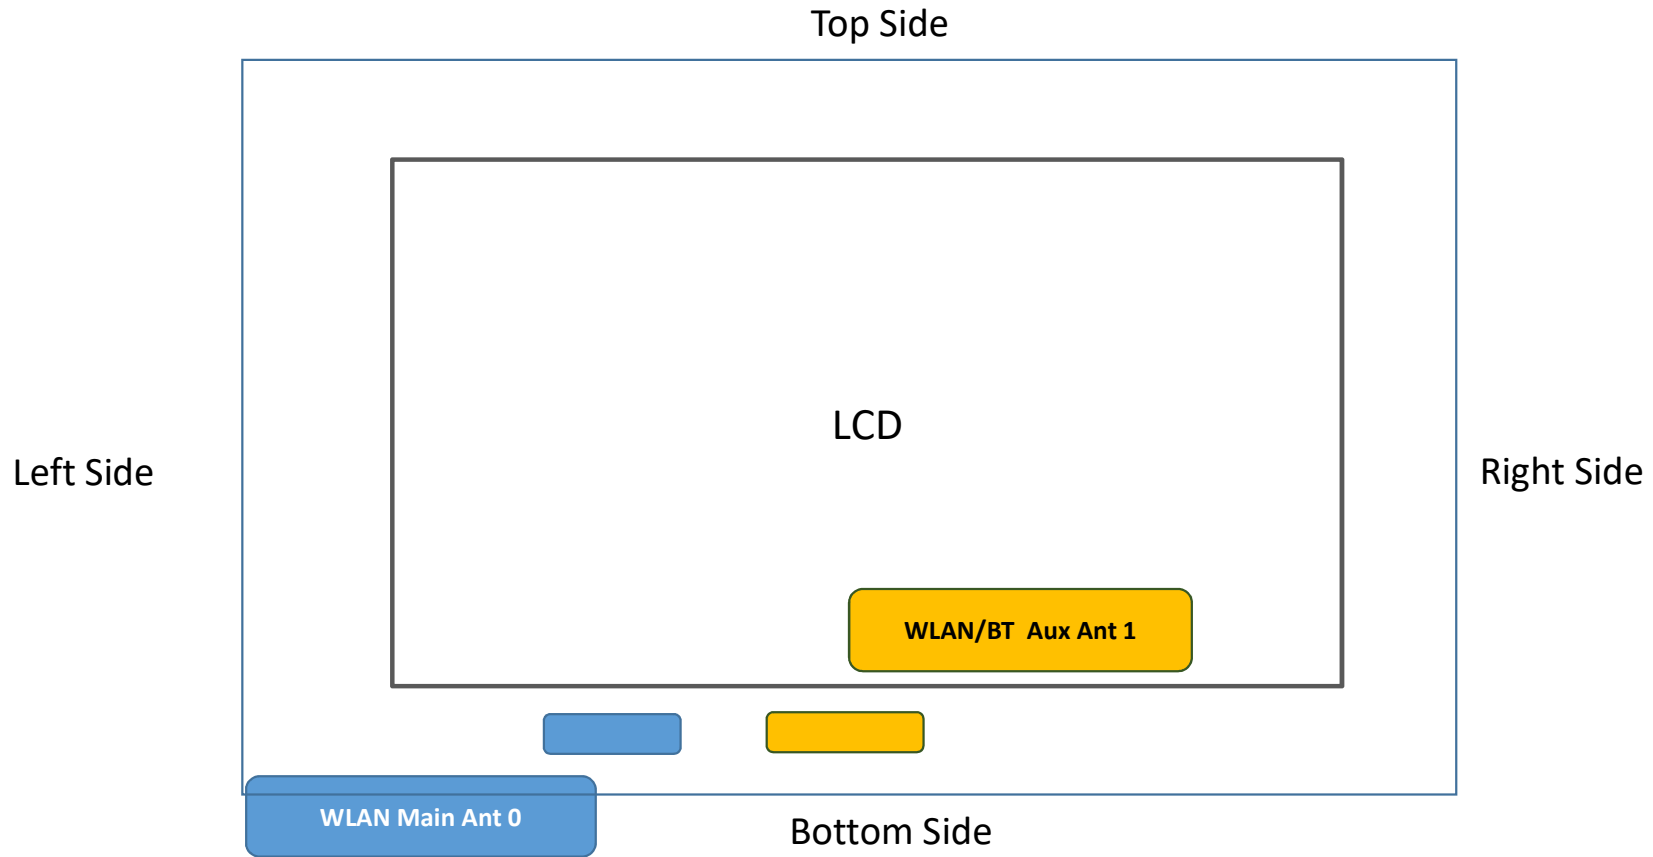 Top Side
LCD
Left Side
Right Side
WLAN/BT  Aux Ant 1
WLAN Main Ant 0
Bottom Side